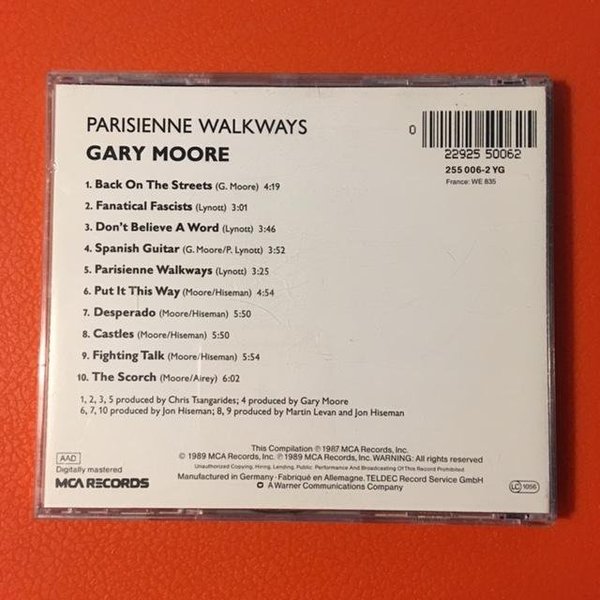 PARISIENNE WALKWAYS
GARY MOORE
0
22925 50062
255 006-2 YG
France: WE 835
1. Back On The Streets (G. Moore) 4:19
2. Fanatical Fascists (Lynott) 3:01
3. Don't Believe A Word (Lynott) 3:46
4. Spanish Guitar (G. Moore/P. Lynott) 3:52
5. Parisienne Walkways (Lynott) 3:25
6. Put It This Way (Moore/Hiseman) 4:54
7. Desperado (Moore/Hiseman) 5:50
8. Castles (Moore/Hiseman) 5:50
9. Fighting Talk (Moore/Hiseman) 5:54
10. The Scorch (Moore/Airey) 6:02
1, 2, 3, 5 produced by Chris Tsangarides; 4 produced by Gary Moore
6, 7, 10 produced by Jon Hiseman; 8, 9 produced by Martin Levan and Jon Hiseman
This Compilation ℗ 1987 MCA Records, Inc.
© 1989 MCA Records, Inc. ℗ 1989 MCA Records, Inc. WARNING: All rights reserved
Unauthorized Copying, Hiring, Lending, Public Performance And Broadcasting Of This Record Prohibited
Manufactured in Germany · Fabriqué en Allemagne. TELDEC Record Service GmbH
A Warner Communications Company
AAD
Digitally mastered
MCA RECORDS
LC 1056